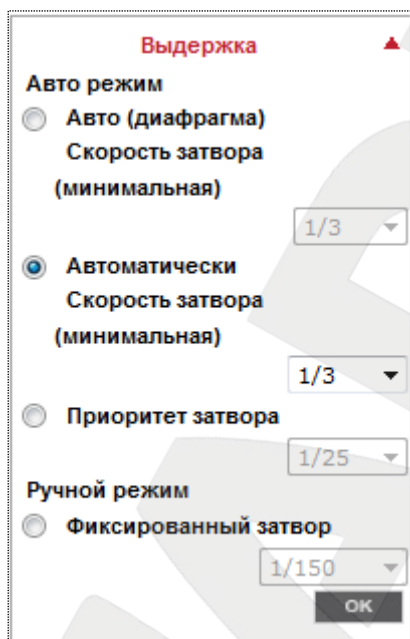 Выдержка
Авто режим
Авто (диафрагма)
Скорость затвора
(минимальная)
1/3
Автоматически
Скорость затвора
(минимальная)
1/3
Приоритет затвора
1/25
Ручной режим
Фиксированный затвор
1/150
ОК